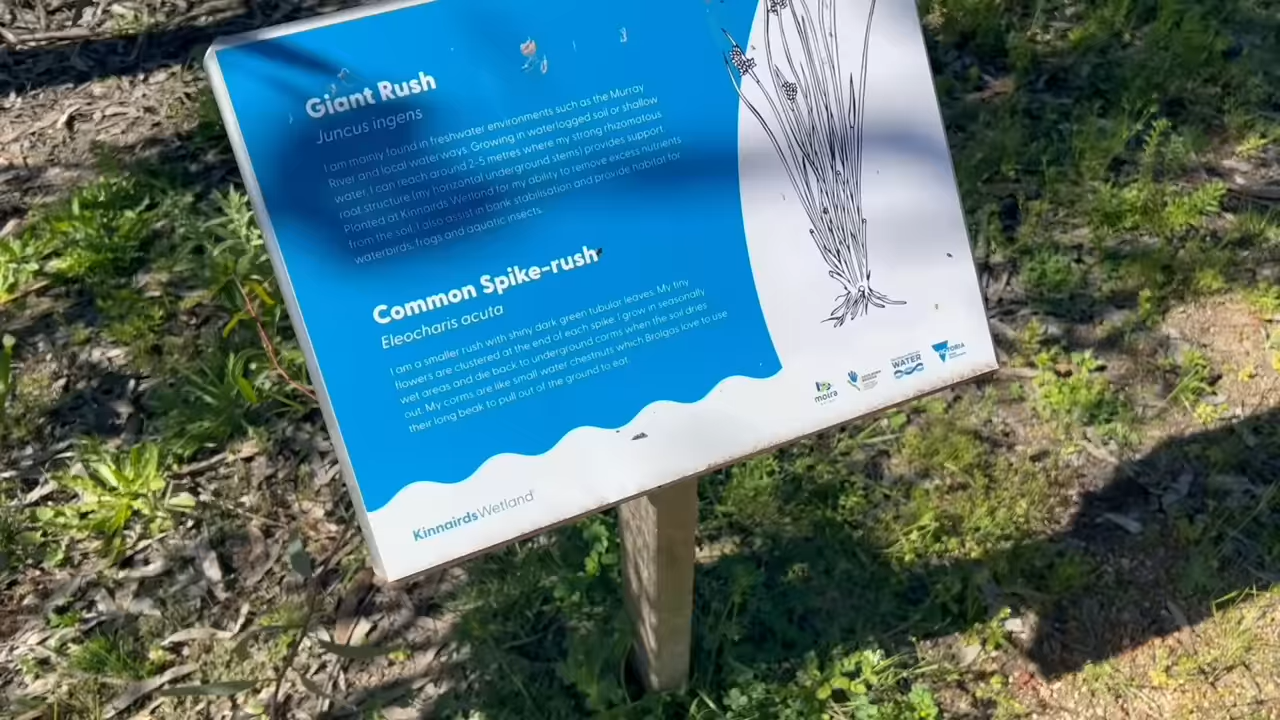 Giant Rush
Juncus ingens
I am mainly found in freshwater environments such as the Murray
River and local waterways. Growing in waterlogged soil or shallow
water, I can reach around 2-5 metres where my strong rhizomatous
root structure (my horizontal underground stems) provides support.
Planted at Kinnairds Wetland for my ability to remove excess nutrients
from the soil. I also assist in bank stabilisation and provide habitat for
waterbirds, frogs and aquatic insects.
Common Spike-rush
Eleocharis acuta
I am a smaller rush with shiny dark green tubular leaves. My tiny
flowers are clustered at the end of each spike. I grow in seasonally
wet areas and die back to underground corms when the soil dries
out. My corms are like small water chestnuts which Brolgas love to use
their long beak to pull out of the ground to eat.
KinnairdsWetland
moira
WATER
VICTORIA